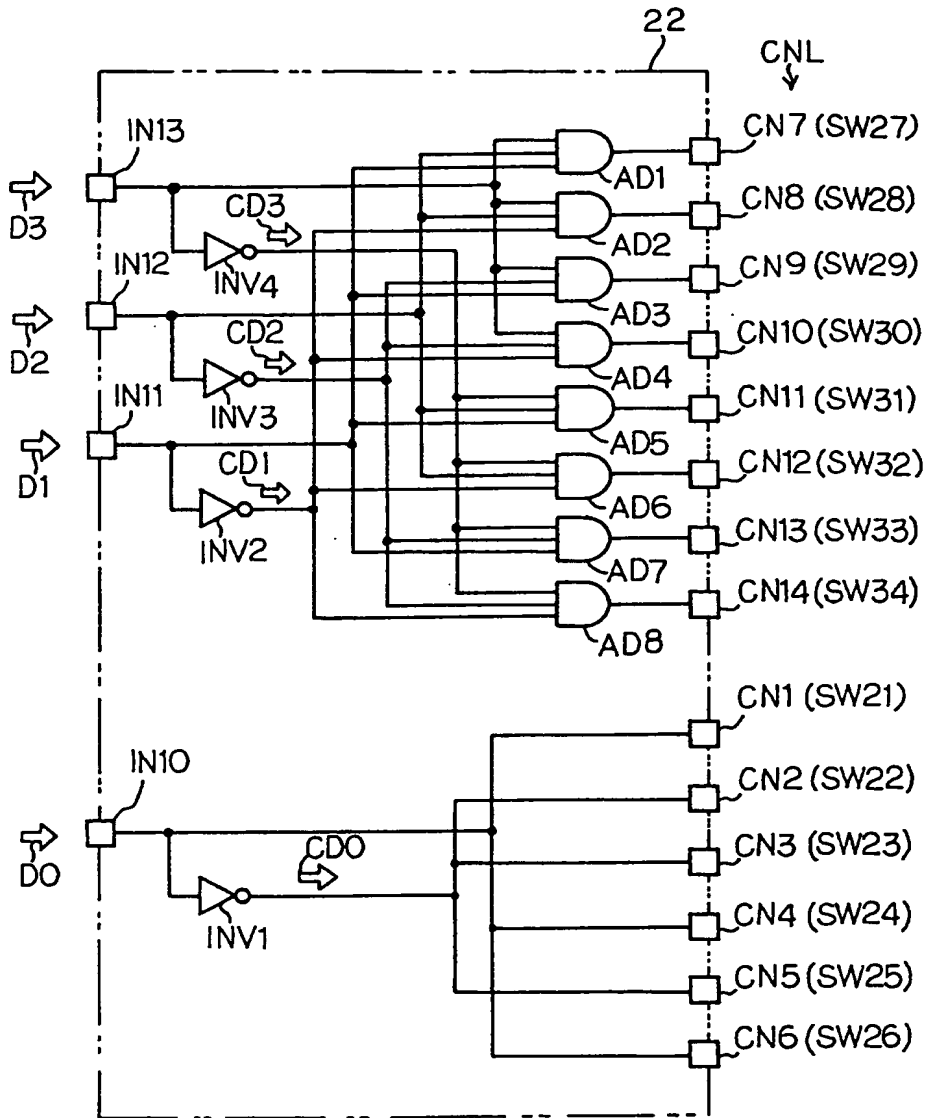 22
CNL
IN13
CN7 (SW27)
D3
AD1
CD3
CN8 (SW28)
AD2
INV4
IN12
CN9 (SW29)
D2
AD3
CD2
CN10 (SW30)
AD4
INV3
IN11
CN11 (SW31)
D1
AD5
CD1
CN12 (SW32)
AD6
INV2
CN13 (SW33)
AD7
CN14 (SW34)
AD8
CN1 (SW21)
IN10
CN2 (SW22)
D0
CD0
CN3 (SW23)
INV1
CN4 (SW24)
CN5 (SW25)
CN6 (SW26)